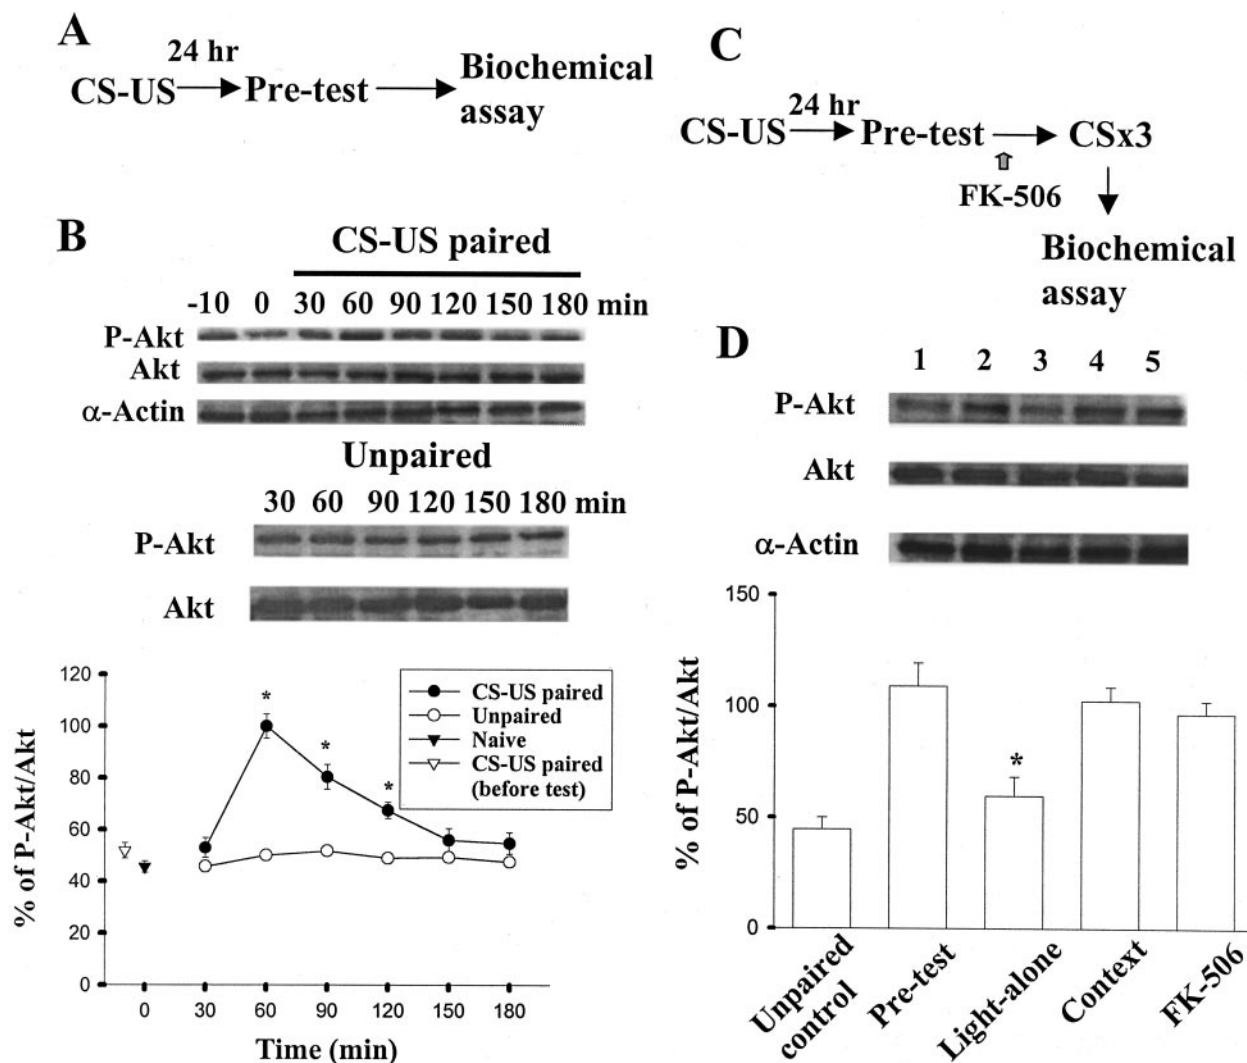 A
24 hr
CS-US
Pre-test
Biochemical
assay
B
CS-US paired
-10 0 30 60 90 120 150 180 min
P-Akt
Akt
α-Actin
Unpaired
30 60 90 120 150 180 min
P-Akt
Akt
120
100
80
60
40
20
0
% of P-Akt/Akt
*
*
*
CS-US paired
Unpaired
Naive
CS-US paired
(before test)
0 30 60 90 120 150 180
Time (min)
C
24 hr
CS-US
Pre-test
CSx3
FK-506
Biochemical
assay
D
1 2 3 4 5
P-Akt
Akt
α-Actin
150
100
50
0
% of P-Akt/Akt
*
Unpaired
control
Pre-test
Light-alone
Context
FK-506